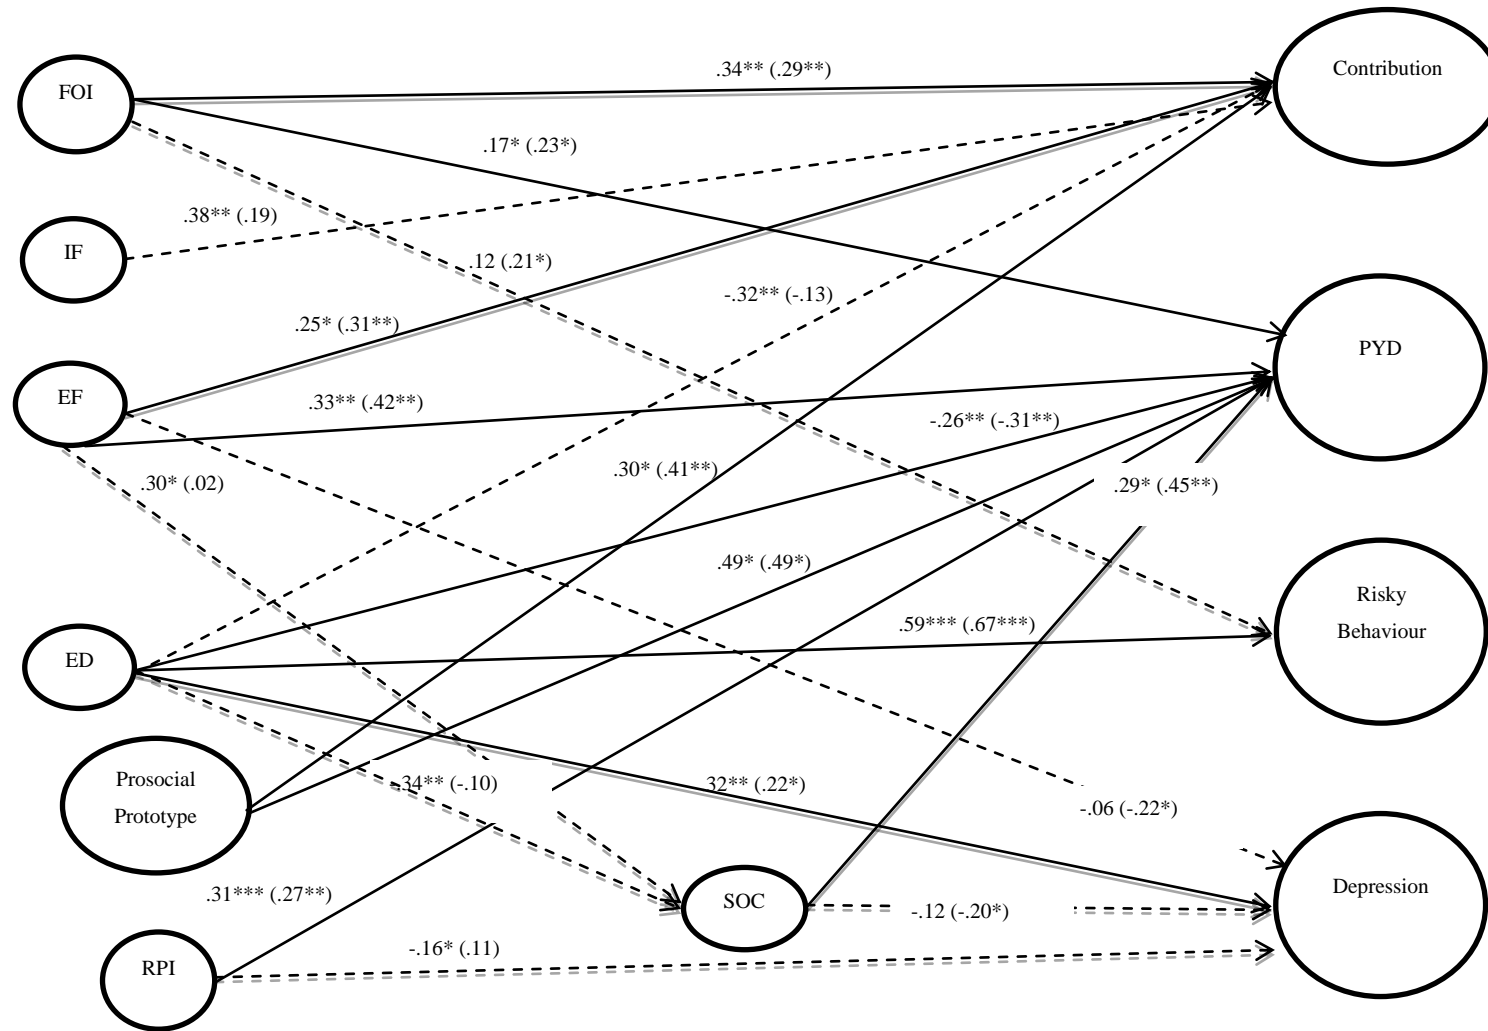 FOI
.34** (.29**)
Contribution
.17* (.23*)
.38** (.19)
IF
.12 (.21*)
-.32** (-.13)
.25* (.31**)
PYD
EF
.33** (.42**)
-.26** (-.31**)
.30* (.02)
.30* (.41**)
.29* (.45**)
.49* (.49*)
Risky
Behaviour
.59*** (.67***)
ED
Prosocial
Prototype
.34** (-.10)
.32** (.22*)
-.06 (-.22*)
.31*** (.27**)
SOC
-.12 (-.20*)
Depression
RPI
-.16* (.11)